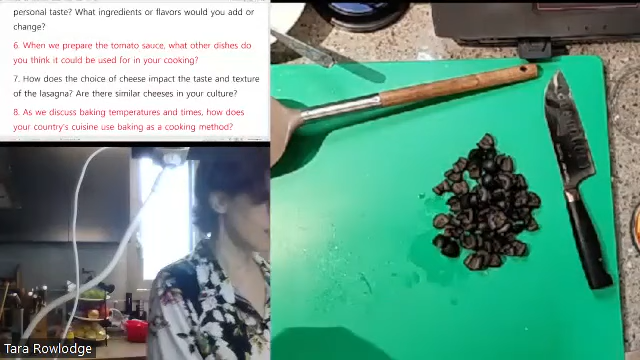 personal taste? What ingredients or flavors would you add or
change?
6. When we prepare the tomato sauce, what other dishes do
you think it could be used for in your cooking?
7. How does the choice of cheese impact the taste and texture
of the lasagna? Are there similar cheeses in your culture?
8. As we discuss baking temperatures and times, how does
your country's cuisine use baking as a cooking method?
Tara Rowlodge